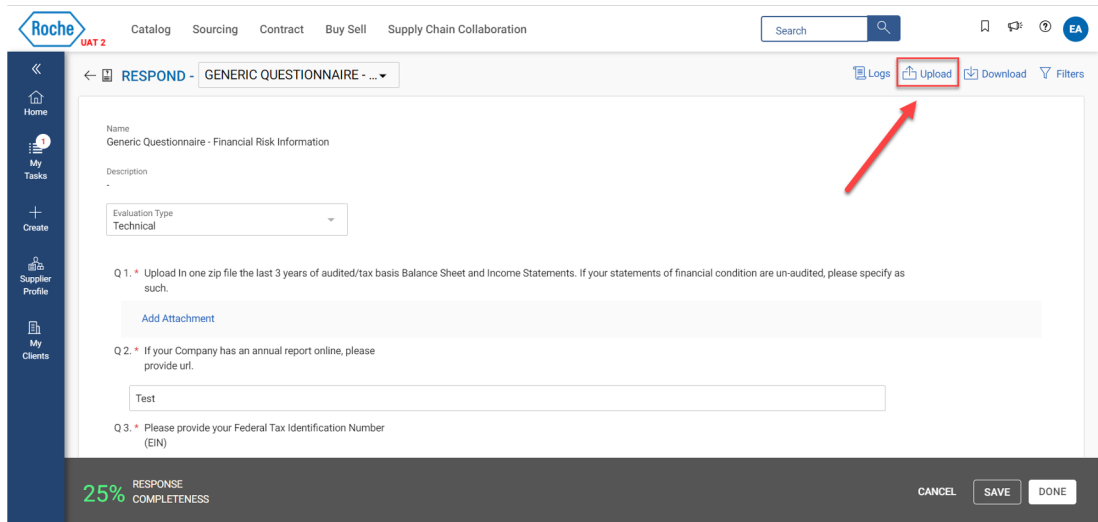 Roche
UAT 2
Catalog Sourcing Contract Buy Sell Supply Chain Collaboration
Search
EA
RESPOND - GENERIC QUESTIONNAIRE - ...
Logs Upload Download Filters
Home
1
My
Tasks
Create
Supplier
Profile
My
Clients
Name
Generic Questionnaire - Financial Risk Information
Description
-
Evaluation Type
Technical
Q 1. * Upload In one zip file the last 3 years of audited/tax basis Balance Sheet and Income Statements. If your statements of financial condition are un-audited, please specify as
such.
Add Attachment
Q 2. * If your Company has an annual report online, please
provide url.
Test
Q 3. * Please provide your Federal Tax Identification Number
(EIN)
25% RESPONSE
COMPLETENESS
CANCEL SAVE DONE